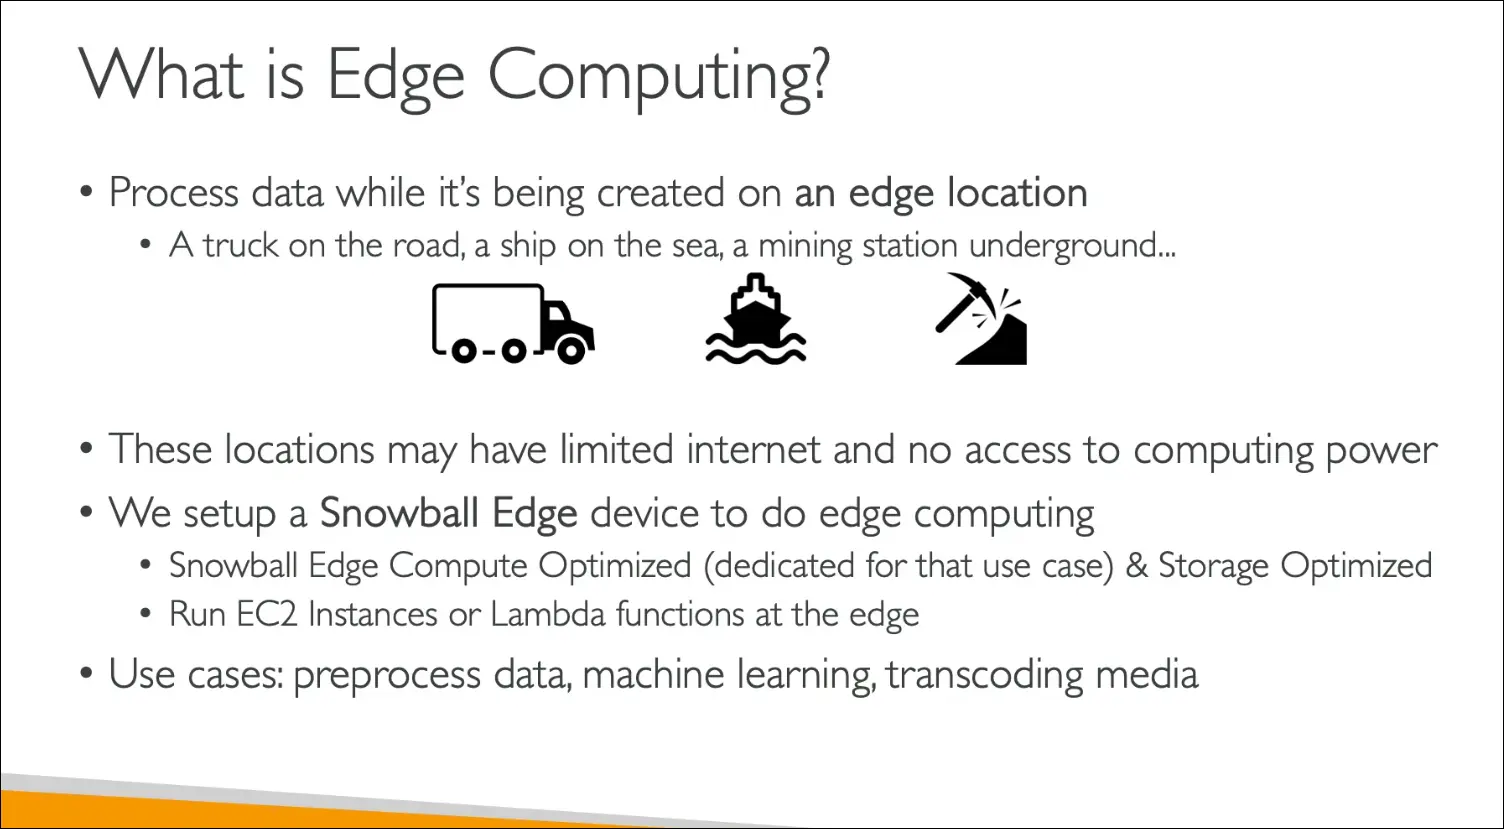 What is Edge Computing?
• Process data while it’s being created on an edge location
• A truck on the road, a ship on the sea, a mining station underground...
• These locations may have limited internet and no access to computing power
• We setup a Snowball Edge device to do edge computing
• Snowball Edge Compute Optimized (dedicated for that use case) & Storage Optimized
• Run EC2 Instances or Lambda functions at the edge
• Use cases: preprocess data, machine learning, transcoding media